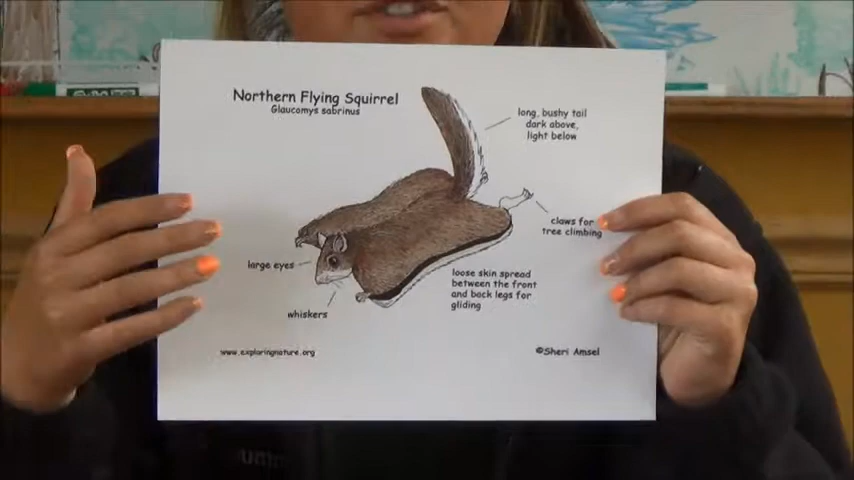 Northern Flying Squirrel
Glaucomys sabrinus
long, bushy tail
dark above,
light below
claws for
tree climbing
large eyes
loose skin spread
between the front
and back legs for
gliding
whiskers
www.exploringnature.org
©Sheri Amsel